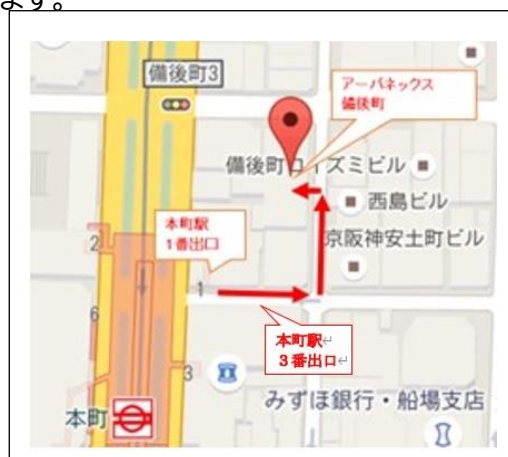 ます。
備後町3
アーバネックス
備後町
備後町コイズミビル
西島ビル
本町駅
1番出口
京阪神安土町ビル
2
1
6
本町駅↵
３番出口↵
3
みずほ銀行・船場支店
本町